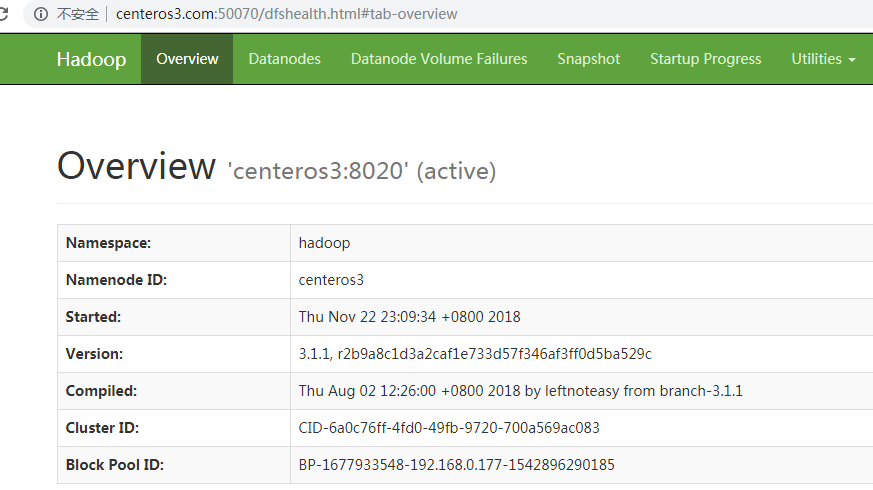 不安全 centeros3.com:50070/dfshealth.html#tab-overview
Hadoop Overview Datanodes Datanode Volume Failures Snapshot Startup Progress Utilities
Overview 'centeros3:8020' (active)
Namespace: hadoop
Namenode ID: centeros3
Started: Thu Nov 22 23:09:34 +0800 2018
Version: 3.1.1, r2b9a8c1d3a2caf1e733d57f346af3ff0d5ba529c
Compiled: Thu Aug 02 12:26:00 +0800 2018 by leftnoteasy from branch-3.1.1
Cluster ID: CID-6a0c76ff-4fd0-49fb-9720-700a569ac083
Block Pool ID: BP-1677933548-192.168.0.177-1542896290185